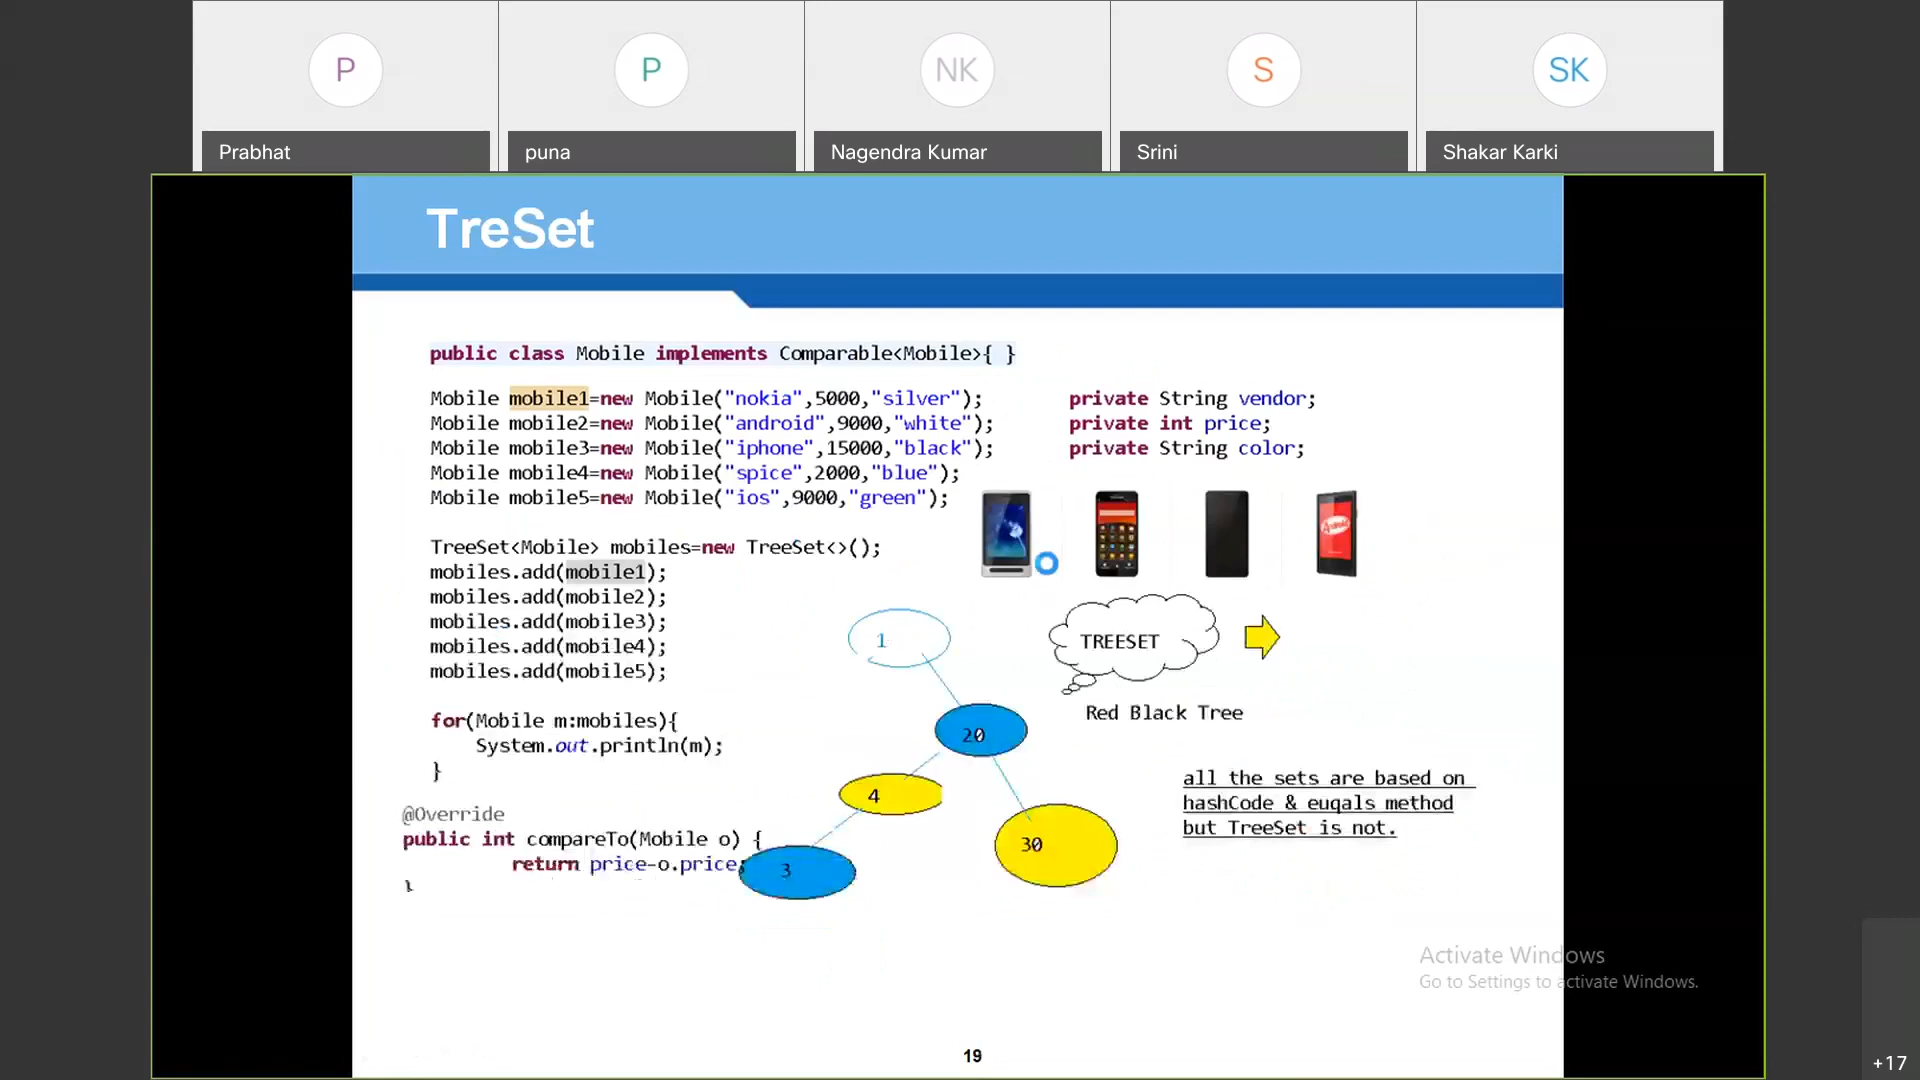 P
P
NK
S
SK
Prabhat
puna
Nagendra Kumar
Srini
Shakar Karki
TreSet
public class Mobile implements Comparable<Mobile>{ }
Mobile mobile1=new Mobile("nokia",5000,"silver");
Mobile mobile2=new Mobile("android",9000,"white");
Mobile mobile3=new Mobile("iphone",15000,"black");
Mobile mobile4=new Mobile("spice",2000,"blue");
Mobile mobile5=new Mobile("ios",9000,"green");
private String vendor;
private int price;
private String color;
TreeSet<Mobile> mobiles=new TreeSet<>();
mobiles.add(mobile1);
mobiles.add(mobile2);
mobiles.add(mobile3);
mobiles.add(mobile4);
mobiles.add(mobile5);
for(Mobile m:mobiles){
System.out.println(m);
}
@Override
public int compareTo(Mobile o) {
return price-o.price;
}
Android
1
20
4
30
3
TREESET
Red Black Tree
all the sets are based on
hashCode & euqals method
but TreeSet is not.
Activate Windows
Go to Settings to activate Windows.
19
+17